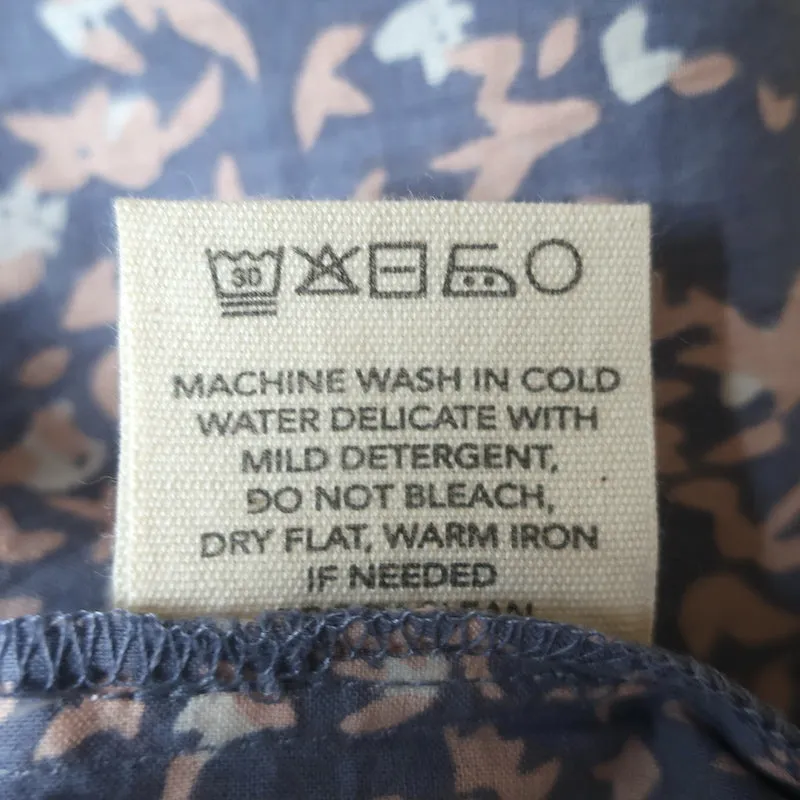 30
MACHINE WASH IN COLD
WATER DELICATE WITH
MILD DETERGENT,
DO NOT BLEACH,
DRY FLAT, WARM IRON
IF NEEDED